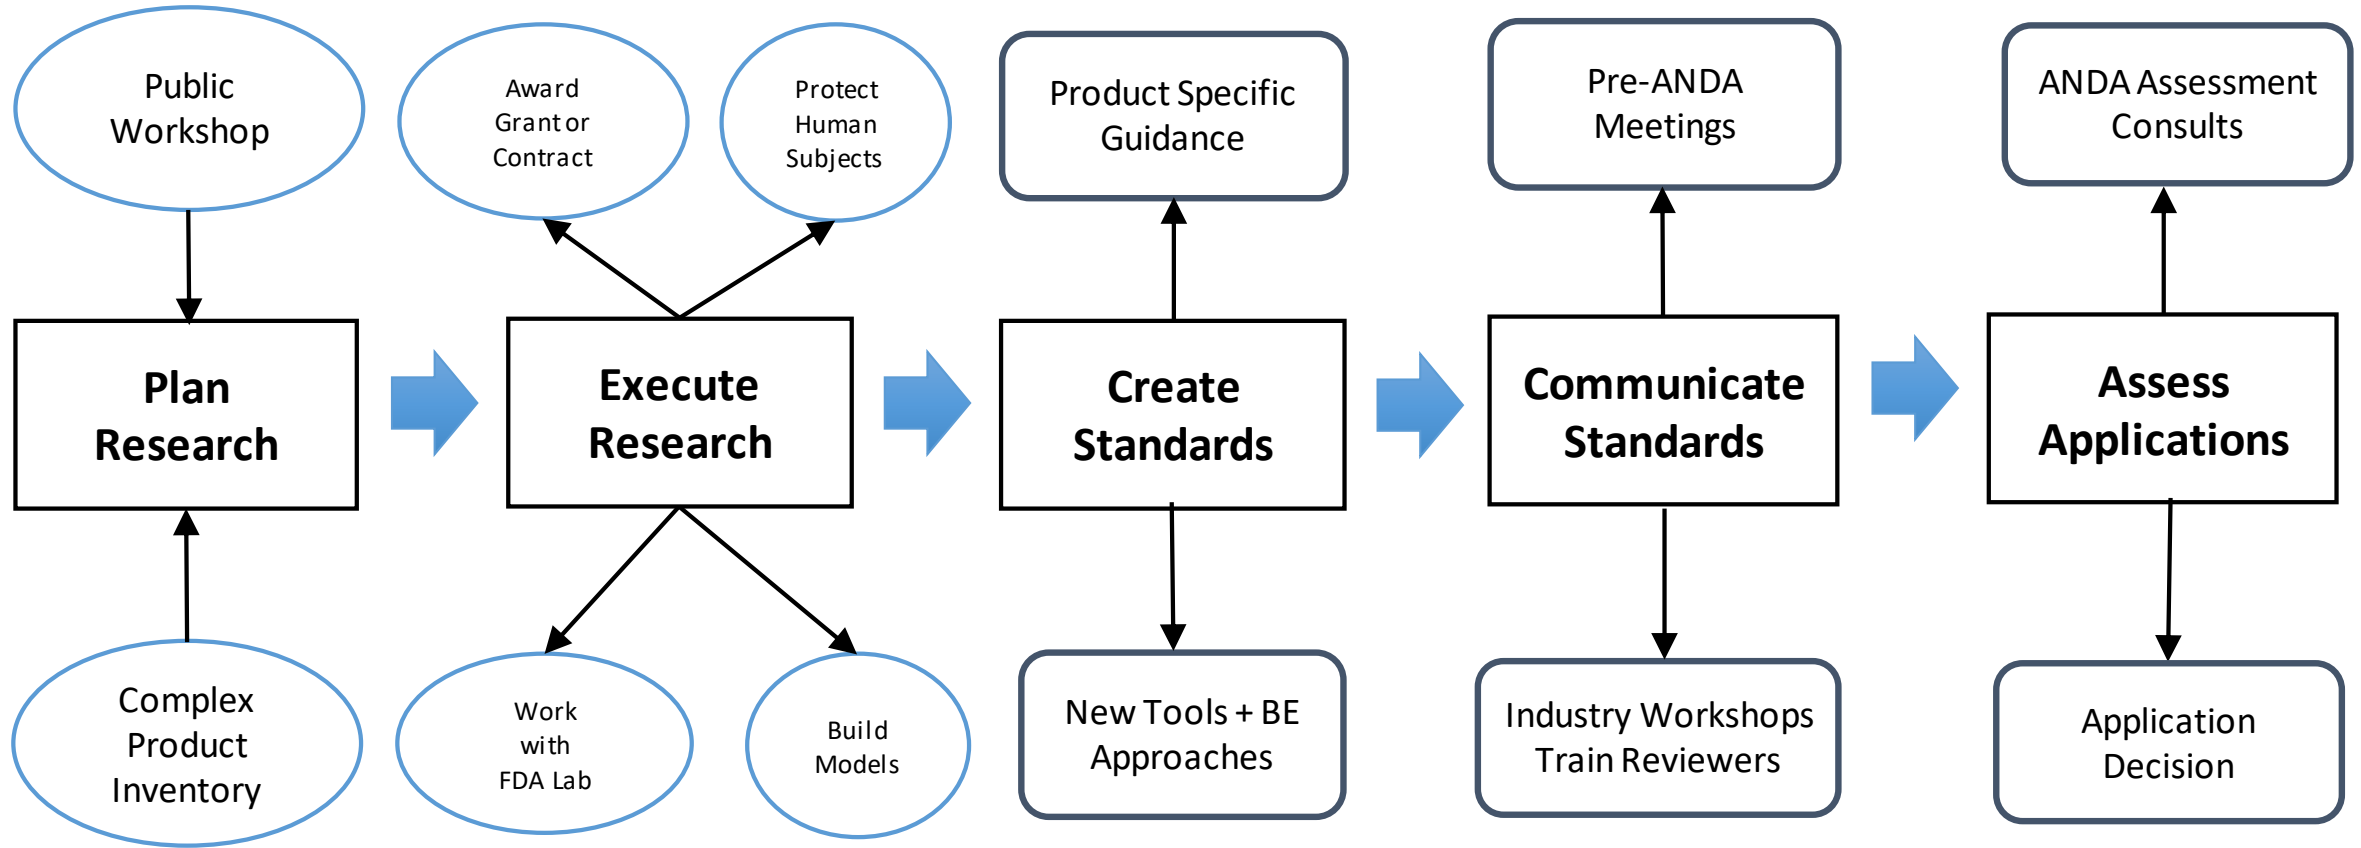 Public
Workshop
Award
Grant or
Contract
Protect
Human
Subjects
Product Specific
Guidance
Pre-ANDA
Meetings
ANDA Assessment
Consults
Plan
Research
Execute
Research
Create
Standards
Communicate
Standards
Assess
Applications
Complex
Product
Inventory
Work
with
FDA Lab
Build
Models
New Tools + BE
Approaches
Industry Workshops
Train Reviewers
Application
Decision